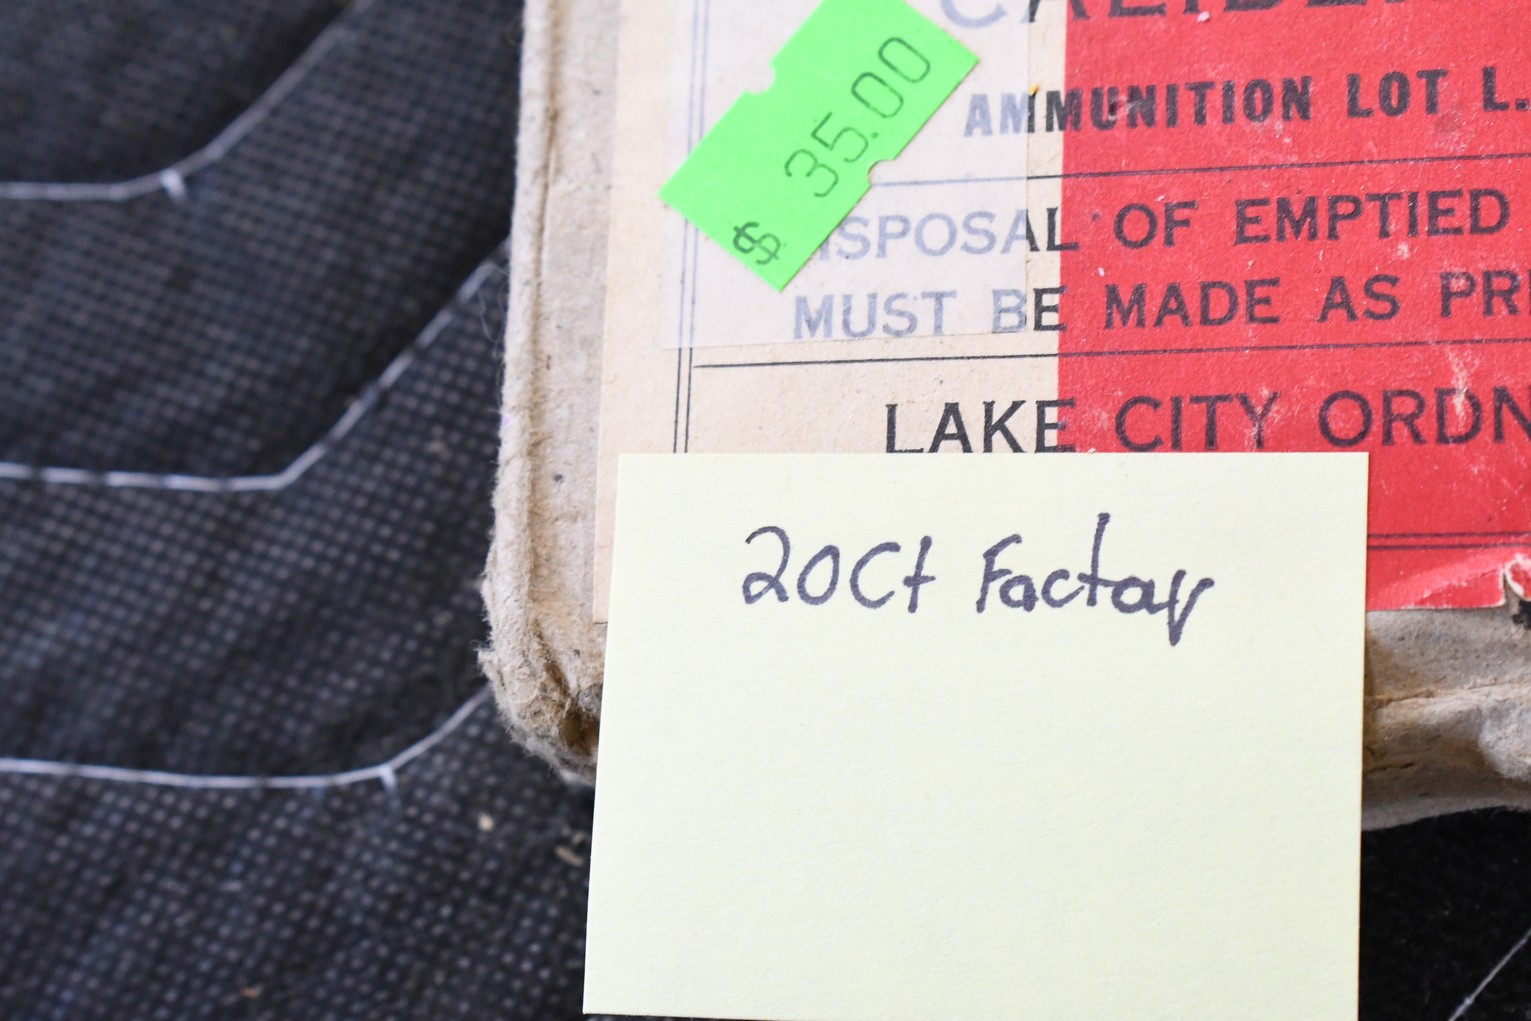 $ 35.00
AMMUNITION LOT L.
DISPOSAL OF EMPTIED
MUST BE MADE AS PR
LAKE CITY ORDN
20Ct Factory